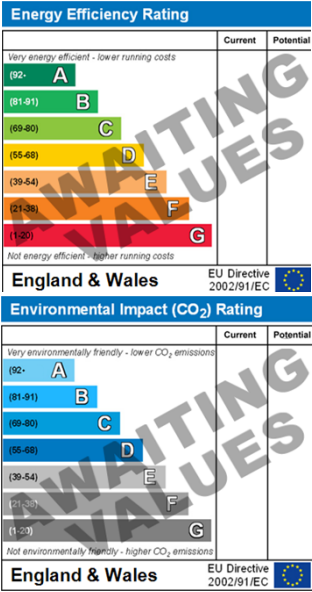 Energy Efficiency Rating
Current Potential
Very energy efficient - lower running costs
(92- A
(81-91) B
(69-80) C
(55-68) D
(39-54) E
(21-38) F
(1-20) G
Not energy efficient - higher running costs
AWAITING
VALUES
England & Wales
EU Directive
2002/91/EC
Environmental Impact (CO₂) Rating
Current Potential
Very environmentally friendly - lower CO₂ emissions
(92- A
(81-91) B
(69-80) C
(55-68) D
(39-54) E
(21-38) F
(1-20) G
Not environmentally friendly - higher CO₂ emissions
AWAITING
VALUES
England & Wales
EU Directive
2002/91/EC